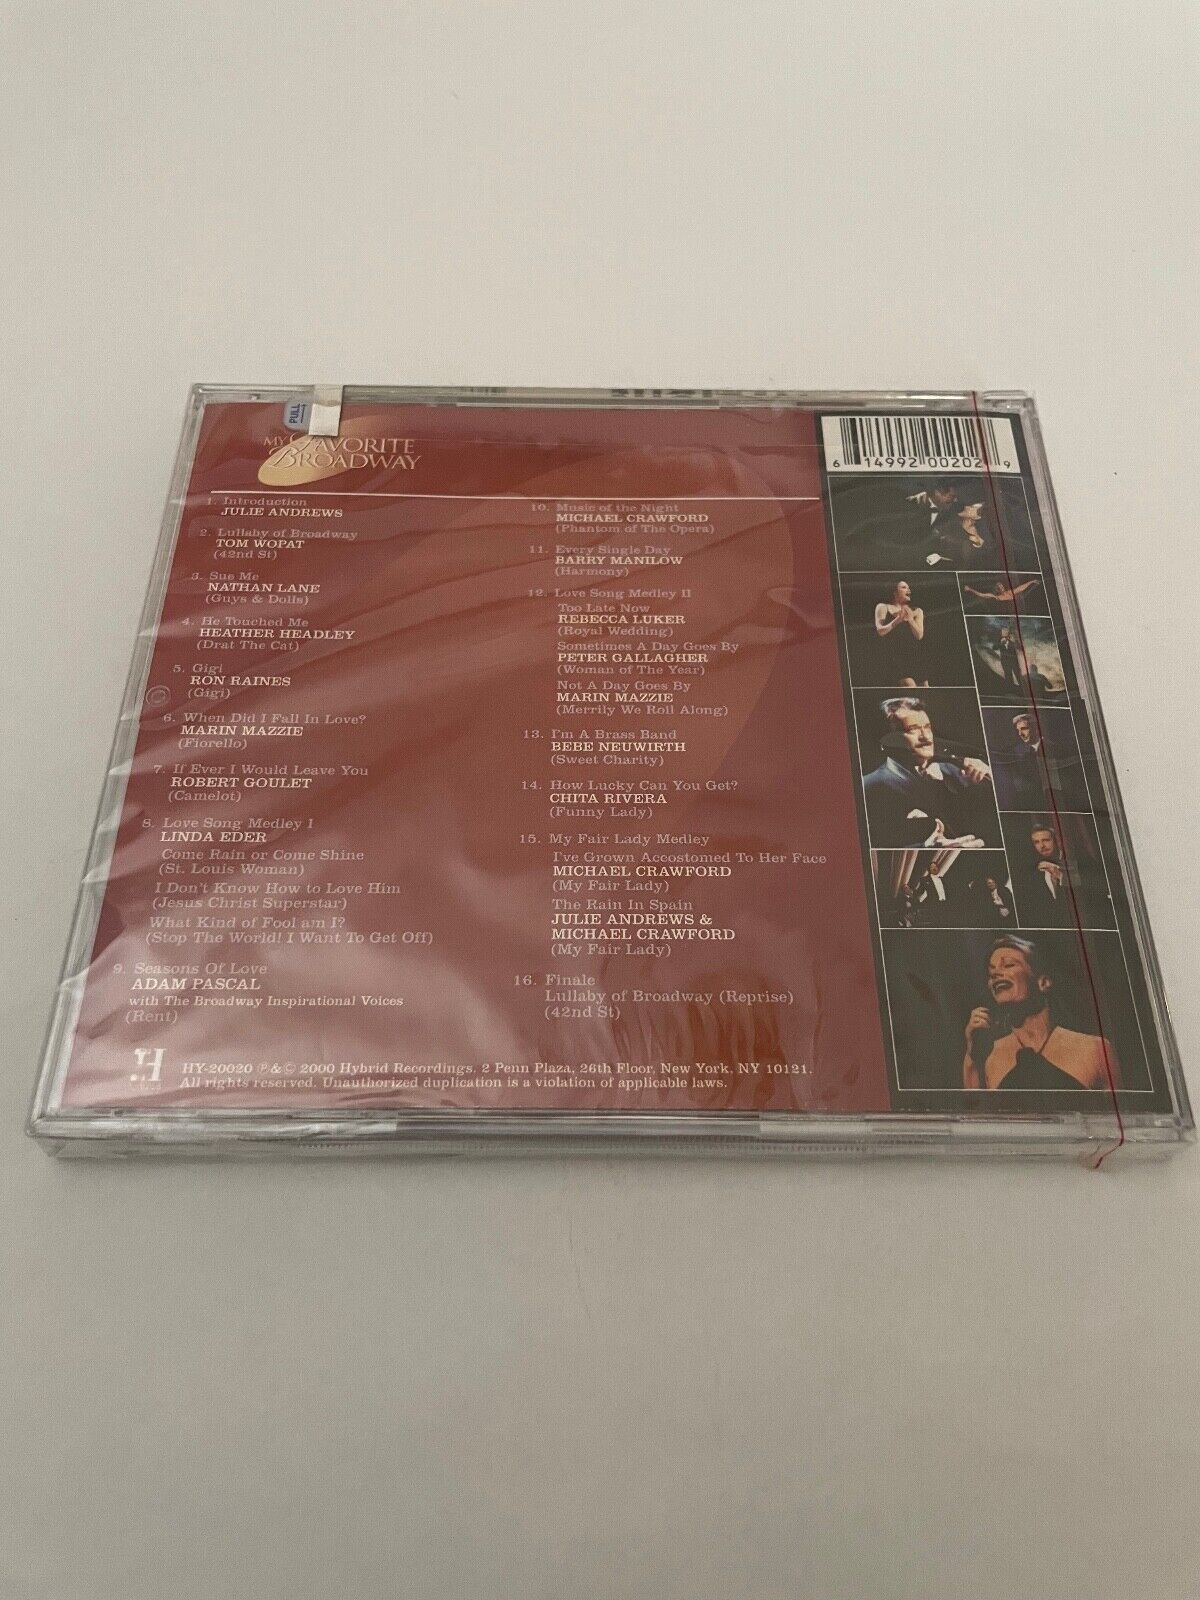 PULL
MY FAVORITE
BROADWAY
1. Introduction
JULIE ANDREWS
2. Lullaby of Broadway
TOM WOPAT
(42nd St)
3. Sue Me
NATHAN LANE
(Guys & Dolls)
4. He Touched Me
HEATHER HEADLEY
(Drat The Cat)
5. Gigi
RON RAINES
(Gigi)
6. When Did I Fall In Love?
MARIN MAZZIE
(Fiorello)
7. If Ever I Would Leave You
ROBERT GOULET
(Camelot)
8. Love Song Medley I
LINDA EDER
Come Rain or Come Shine
(St. Louis Woman)
I Don't Know How to Love Him
(Jesus Christ Superstar)
What Kind of Fool am I?
(Stop The World! I Want To Get Off)
9. Seasons Of Love
ADAM PASCAL
with The Broadway Inspirational Voices
(Rent)
10. Music of the Night
MICHAEL CRAWFORD
(Phantom of The Opera)
11. Every Single Day
BARRY MANILOW
(Harmony)
12. Love Song Medley II
Too Late Now
REBECCA LUKER
(Royal Wedding)
Sometimes A Day Goes By
PETER GALLAGHER
(Woman of The Year)
Not A Day Goes By
MARIN MAZZIE
(Merrily We Roll Along)
13. I'm A Brass Band
BEBE NEUWIRTH
(Sweet Charity)
14. How Lucky Can You Get?
CHITA RIVERA
(Funny Lady)
15. My Fair Lady Medley
I've Grown Accostomed To Her Face
MICHAEL CRAWFORD
(My Fair Lady)
The Rain In Spain
JULIE ANDREWS &
MICHAEL CRAWFORD
(My Fair Lady)
16. Finale
Lullaby of Broadway (Reprise)
(42nd St)
6 14992 00202 9
H
HY-20020 ℗&© 2000 Hybrid Recordings. 2 Penn Plaza, 26th Floor, New York, NY 10121.
All rights reserved. Unauthorized duplication is a violation of applicable laws.